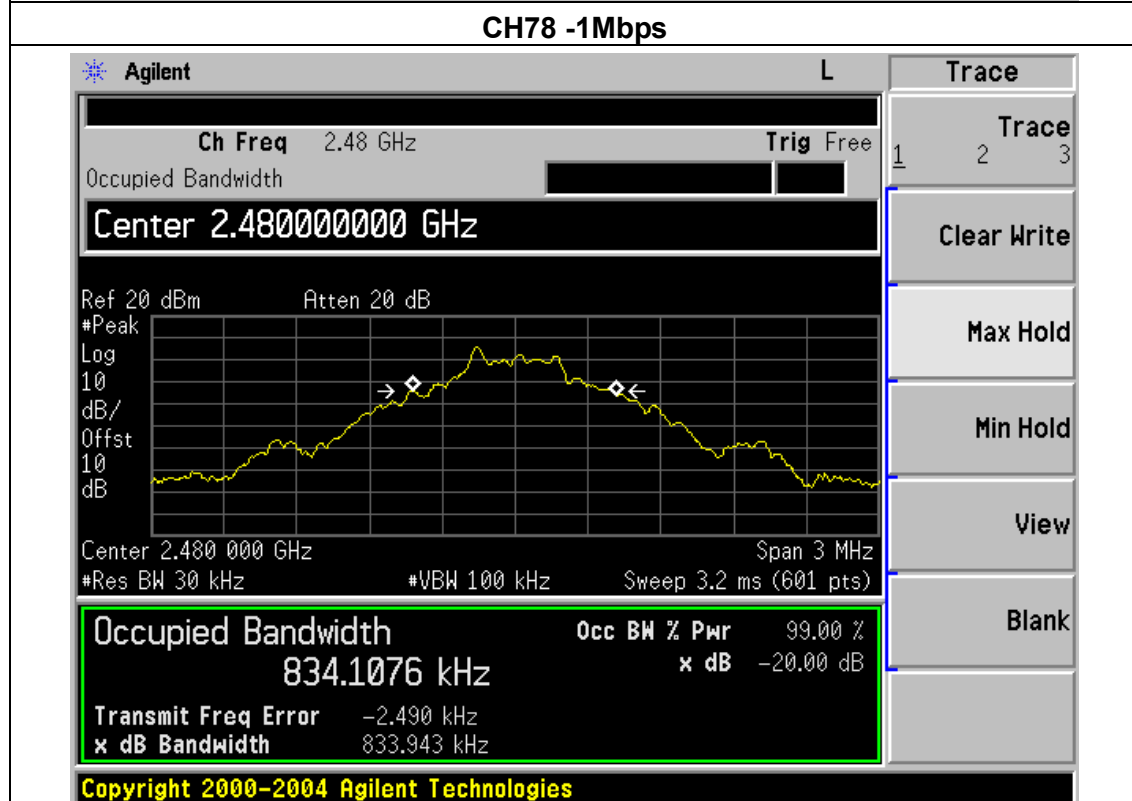 CH78 -1Mbps
Agilent L Trace
Ch Freq 2.48 GHz Trig Free
Occupied Bandwidth
Center 2.480000000 GHz
Ref 20 dBm Atten 20 dB
#Peak
Log
10
dB/
Offst
10
dB
Center 2.480 000 GHz Span 3 MHz
#Res BW 30 kHz #VBW 100 kHz Sweep 3.2 ms (601 pts)
Occupied Bandwidth Occ BW % Pwr 99.00 %
834.1076 kHz x dB -20.00 dB
Transmit Freq Error -2.490 kHz
x dB Bandwidth 833.943 kHz
Copyright 2000-2004 Agilent Technologies
Trace
1 2 3
Clear Write
Max Hold
Min Hold
View
Blank